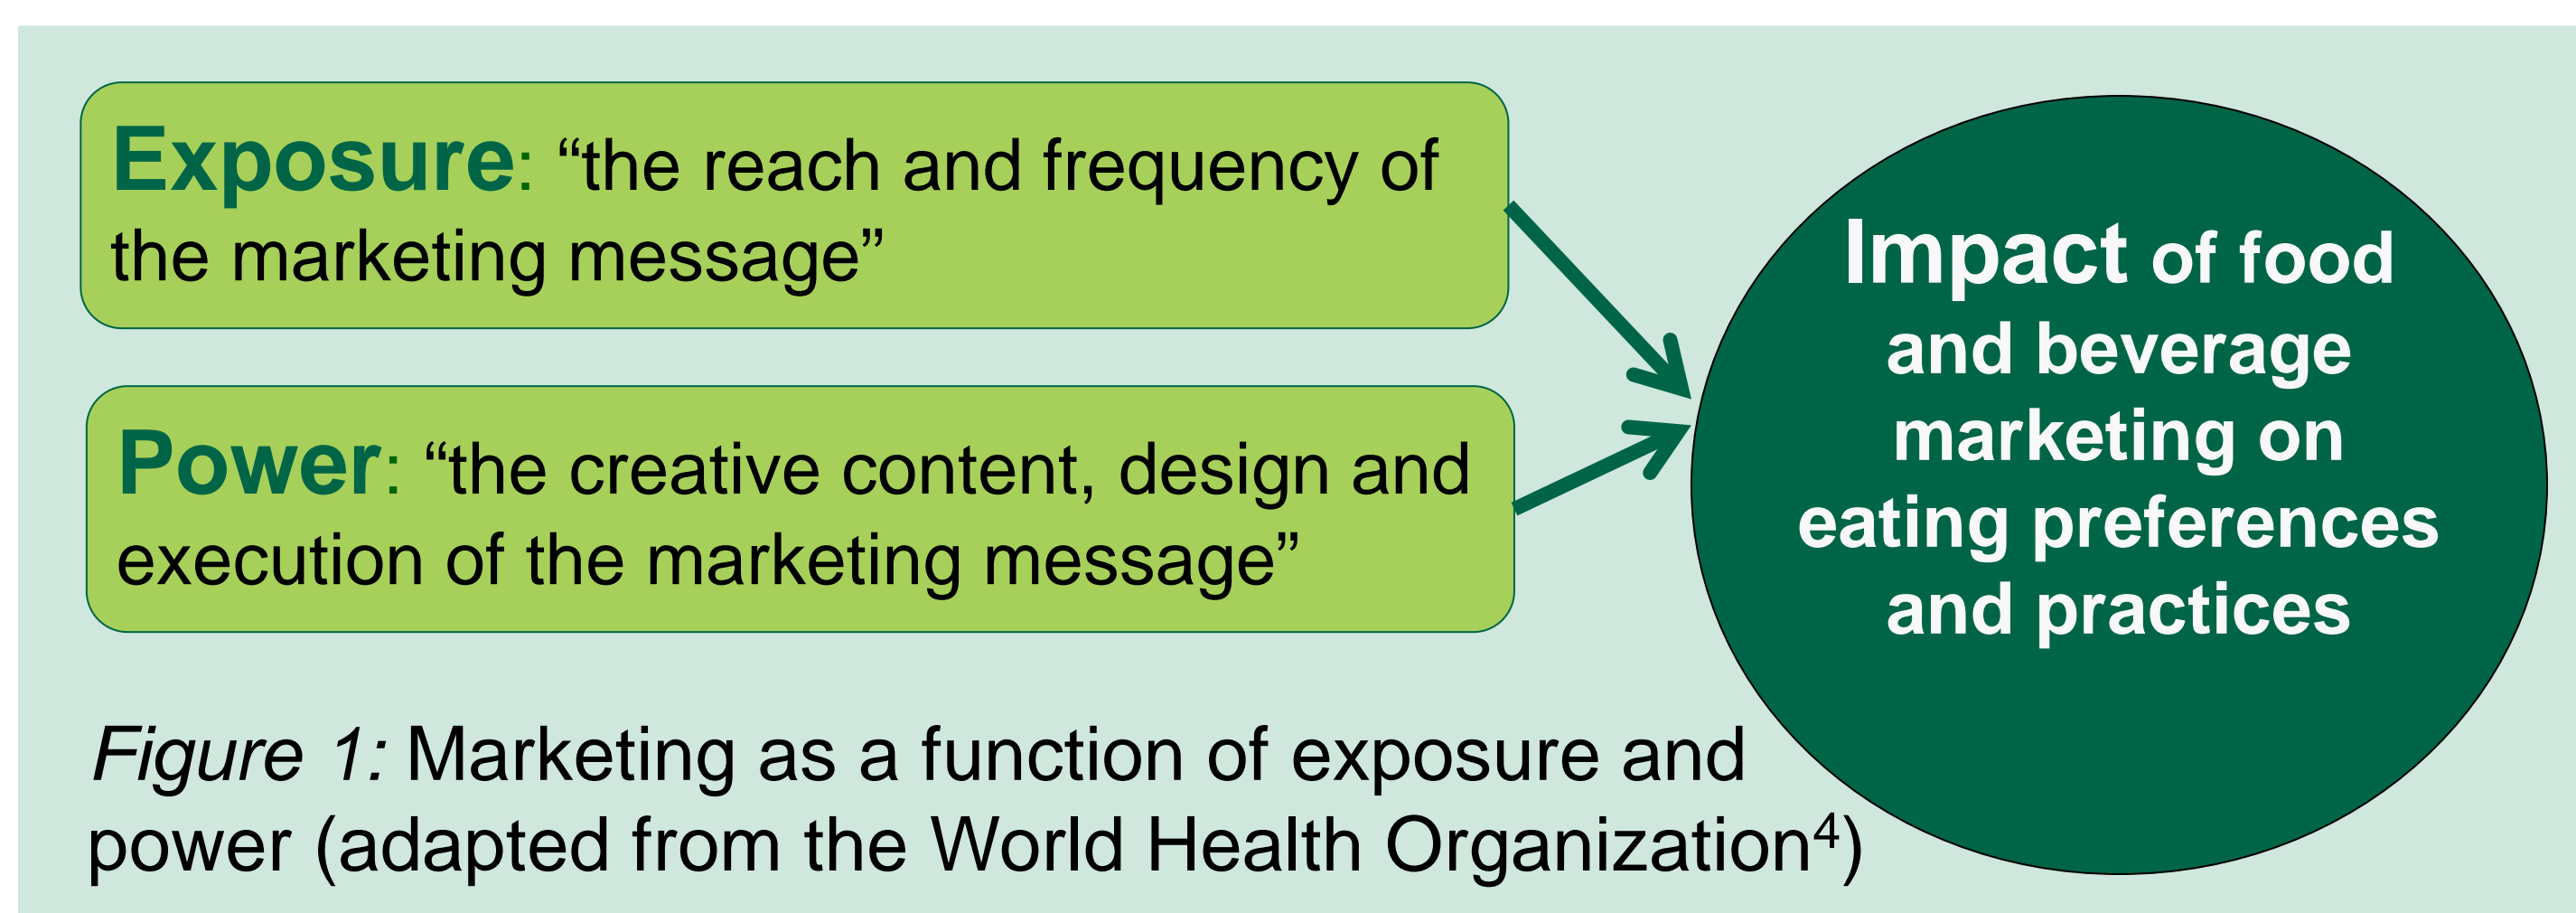 Exposure: “the reach and frequency of
the marketing message”
Power: “the creative content, design and
execution of the marketing message”
Impact of food
and beverage
marketing on
eating preferences
and practices
Figure 1: Marketing as a function of exposure and
power (adapted from the World Health Organization⁴)